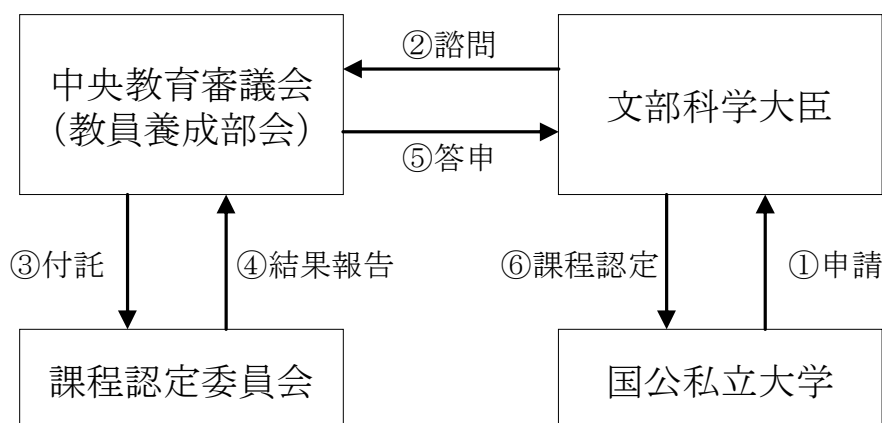 ②諮問
中央教育審議会
（教員養成部会）
文部科学大臣
⑤答申
③付託
④結果報告
⑥課程認定
①申請
課程認定委員会
国公私立大学